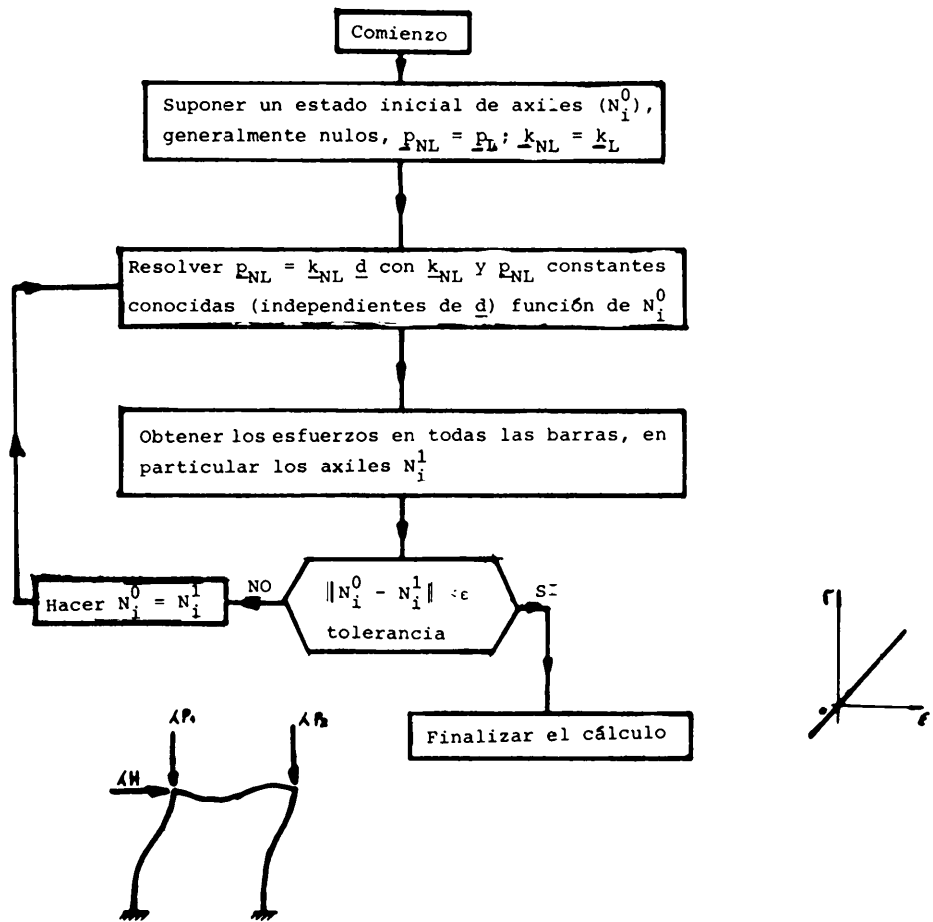 Comienzo
Suponer un estado inicial de axiles (N_i^0),
generalmente nulos, p_NL = p_L; k_NL = k_L
Resolver p_NL = k_NL d con k_NL y p_NL constantes
conocidas (independientes de d) función de N_i^0
Obtener los esfuerzos en todas las barras, en
particular los axiles N_i^1
‖N_i^0 - N_i^1‖ < ε
tolerancia
NO
Hacer N_i^0 = N_i^1
SI
Finalizar el cálculo
λP₁
λP₂
λH
σ
0
ε